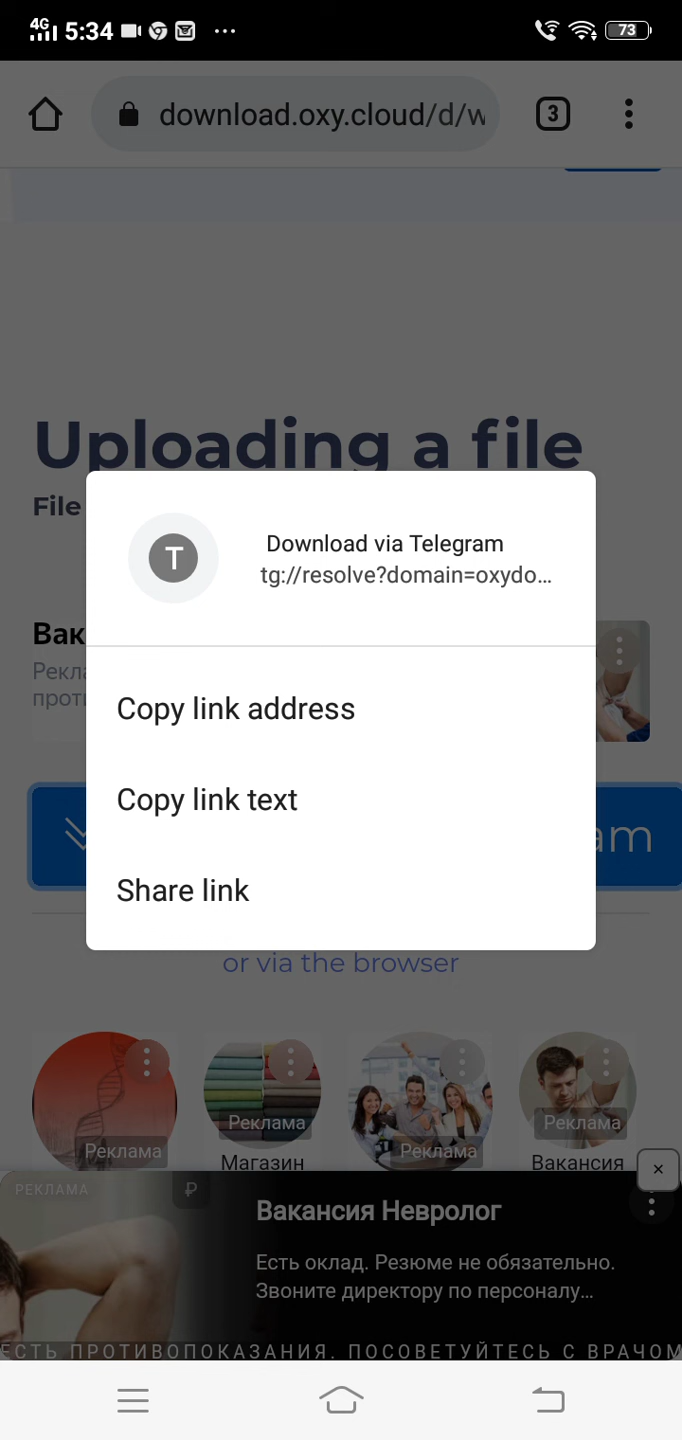 4G 5:34 73
download.oxy.cloud/d/w
3
Uploading a file
File
T
Download via Telegram
tg://resolve?domain=oxydo...
Вак
Рекла
проти
Copy link address
Copy link text
am
Share link
or via the browser
Реклама
Реклама
Реклама
Реклама
Магазин
Вакансия
РЕКЛАМА
₽
Вакансия Невролог
Есть оклад. Резюме не обязательно.
Звоните директору по персоналу...
ЕСТЬ ПРОТИВОПОКАЗАНИЯ. ПОСОВЕТУЙТЕСЬ С ВРАЧОМ